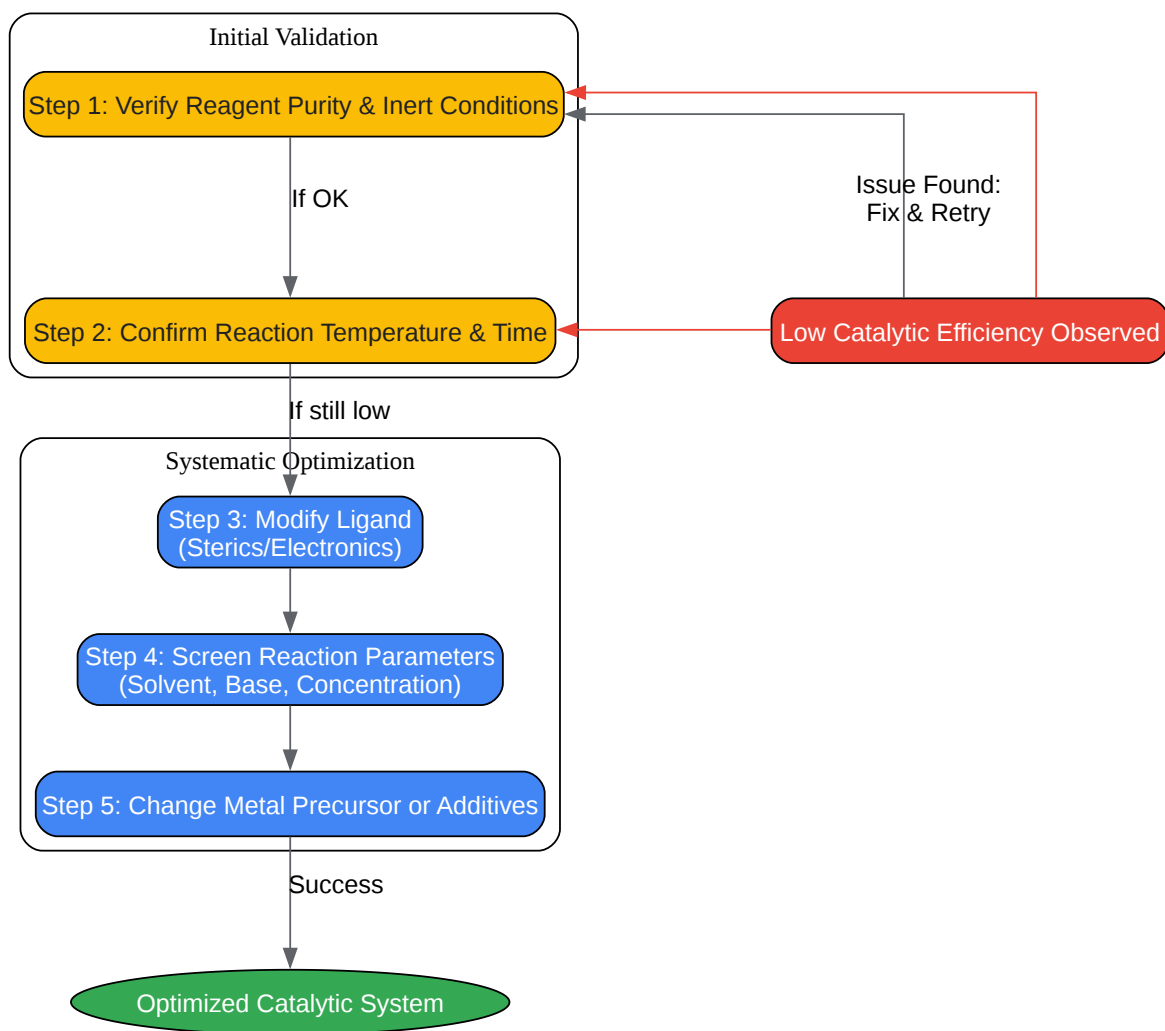 Initial Validation
Step 1: Verify Reagent Purity & Inert Conditions
If OK
Issue Found:
Fix & Retry
Step 2: Confirm Reaction Temperature & Time
Low Catalytic Efficiency Observed
If still low
Systematic Optimization
Step 3: Modify Ligand
(Sterics/Electronics)
Step 4: Screen Reaction Parameters
(Solvent, Base, Concentration)
Step 5: Change Metal Precursor or Additives
Success
Optimized Catalytic System